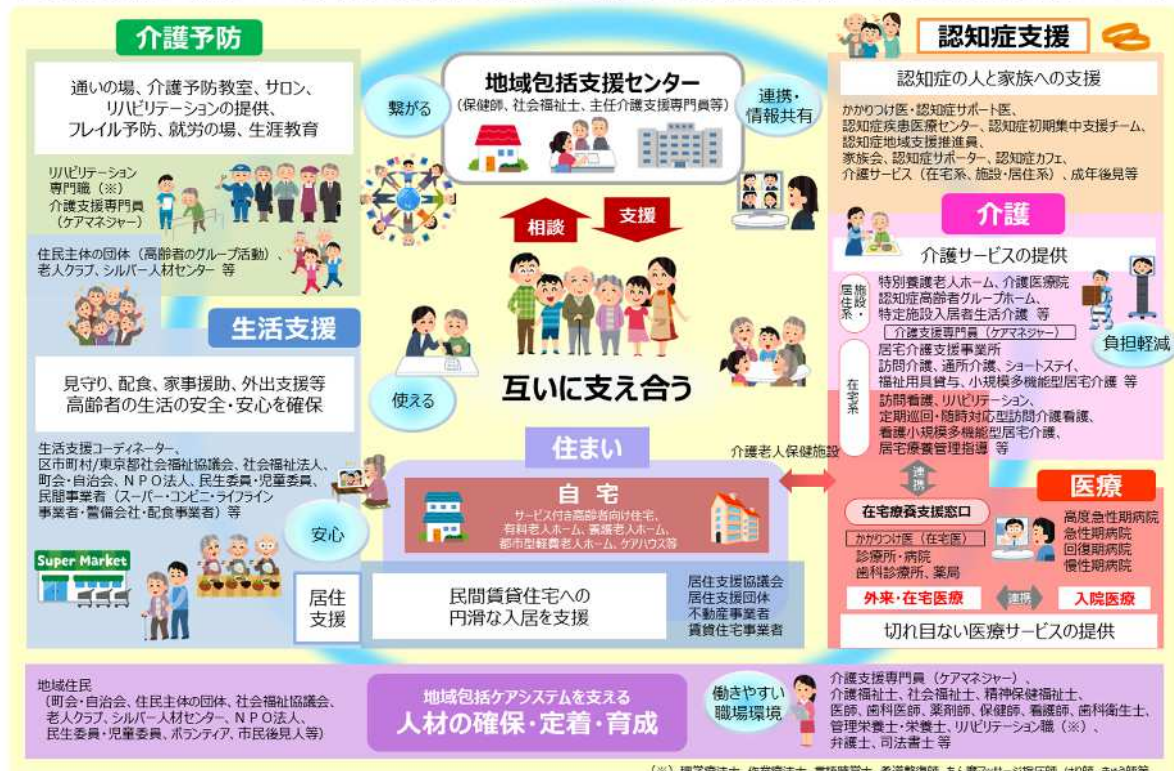 介護予防
通いの場、介護予防教室、サロン、
リハビリテーションの提供、
フレイル予防、就労の場、生涯教育
リハビリテーション
専門職（※）
介護支援専門員
（ケアマネジャー）
住民主体の団体（高齢者のグループ活動）、
老人クラブ、シルバー人材センター 等
生活支援
見守り、配食、家事援助、外出支援等
高齢者の生活の安全・安心を確保
生活支援コーディネーター、
区市町村/東京都社会福祉協議会、社会福祉法人、
町会・自治会、ＮＰＯ法人、民生委員・児童委員、
民間事業者（スーパー・コンビニ・ライフライン
事業者・警備会社・配食事業者）等
Super Market
繋がる
地域包括支援センター
（保健師、社会福祉士、主任介護支援専門員等）
連携・
情報共有
相談
支援
互いに支え合う
使える
安心
住まい
自 宅
サービス付き高齢者向け住宅、
有料老人ホーム、養護老人ホーム、
都市型軽費老人ホーム、ケアハウス等
居住
支援
民間賃貸住宅への
円滑な入居を支援
居住支援協議会
居住支援団体
不動産事業者
賃貸住宅事業者
介護老人保健施設
認知症支援
認知症の人と家族への支援
かかりつけ医・認知症サポート医、
認知症疾患医療センター、認知症初期集中支援チーム、
認知症地域支援推進員、
家族会、認知症サポーター、認知症カフェ、
介護サービス（在宅系、施設・居住系）、成年後見等
介護
介護サービスの提供
施設・
居住系
特別養護老人ホーム、介護医療院
認知症高齢者グループホーム、
特定施設入居者生活介護 等
介護支援専門員（ケアマネジャー）
負担軽減
在宅系
居宅介護支援事業所
訪問介護、通所介護、ショートステイ、
福祉用具貸与、小規模多機能型居宅介護 等
訪問看護、リハビリテーション、
定期巡回・随時対応型訪問介護看護、
看護小規模多機能型居宅介護、
居宅療養管理指導 等
連携
医療
在宅療養支援窓口
かかりつけ医（在宅医）
診療所・病院
歯科診療所、薬局
高度急性期病院
急性期病院
回復期病院
慢性期病院
外来・在宅医療
連携
入院医療
切れ目ない医療サービスの提供
地域住民
（町会・自治会、住民主体の団体、社会福祉協議会、
老人クラブ、シルバー人材センター、ＮＰＯ法人、
民生委員・児童委員、ボランティア、市民後見人等）
地域包括ケアシステムを支える
人材の確保・定着・育成
働きやすい
職場環境
介護支援専門員（ケアマネジャー）、
介護福祉士、社会福祉士、精神保健福祉士、
医師、歯科医師、薬剤師、保健師、看護師、歯科衛生士、
管理栄養士・栄養士、リハビリテーション職（※）、
弁護士、司法書士 等
（※）理学療法士、作業療法士、言語聴覚士、柔道整復師、あん摩マッサージ指圧師、はり師、きゅう師等